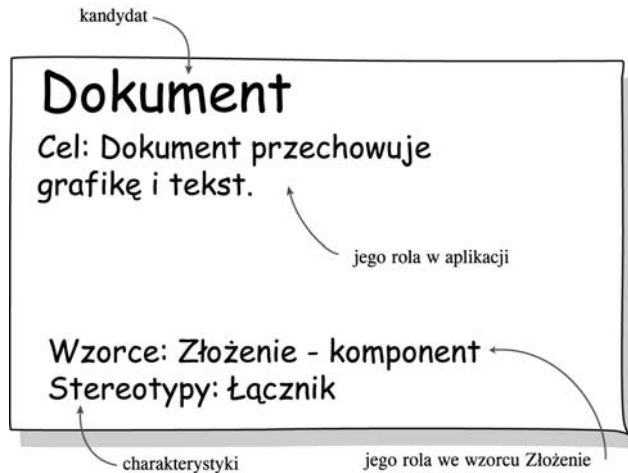 kandydat
Dokument
Cel: Dokument przechowuje
grafikę i tekst.
jego rola w aplikacji
Wzorce: Złożenie - komponent
Stereotypy: Łącznik
charakterystyki
jego rola we wzorcu Złożenie